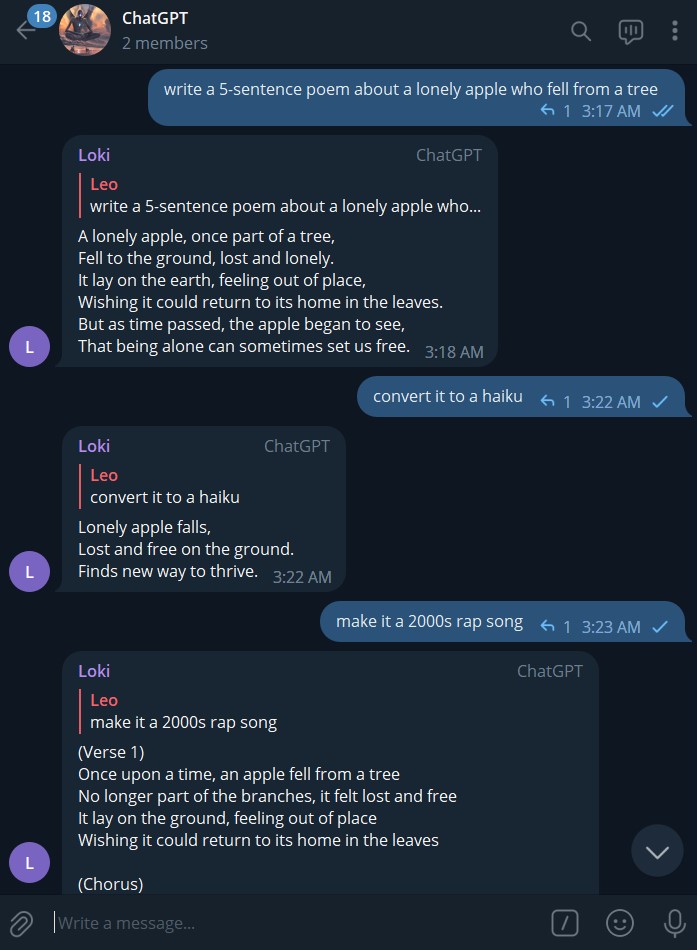 18
ChatGPT
2 members
write a 5-sentence poem about a lonely apple who fell from a tree
1 3:17 AM
Loki ChatGPT
Leo
write a 5-sentence poem about a lonely apple who...
A lonely apple, once part of a tree,
Fell to the ground, lost and lonely.
It lay on the earth, feeling out of place,
Wishing it could return to its home in the leaves.
But as time passed, the apple began to see,
That being alone can sometimes set us free. 3:18 AM
L
convert it to a haiku 1 3:22 AM
Loki ChatGPT
Leo
convert it to a haiku
Lonely apple falls,
Lost and free on the ground.
Finds new way to thrive. 3:22 AM
L
make it a 2000s rap song 1 3:23 AM
Loki ChatGPT
Leo
make it a 2000s rap song
(Verse 1)
Once upon a time, an apple fell from a tree
No longer part of the branches, it felt lost and free
It lay on the ground, feeling out of place
Wishing it could return to its home in the leaves
L
(Chorus)
Write a message...